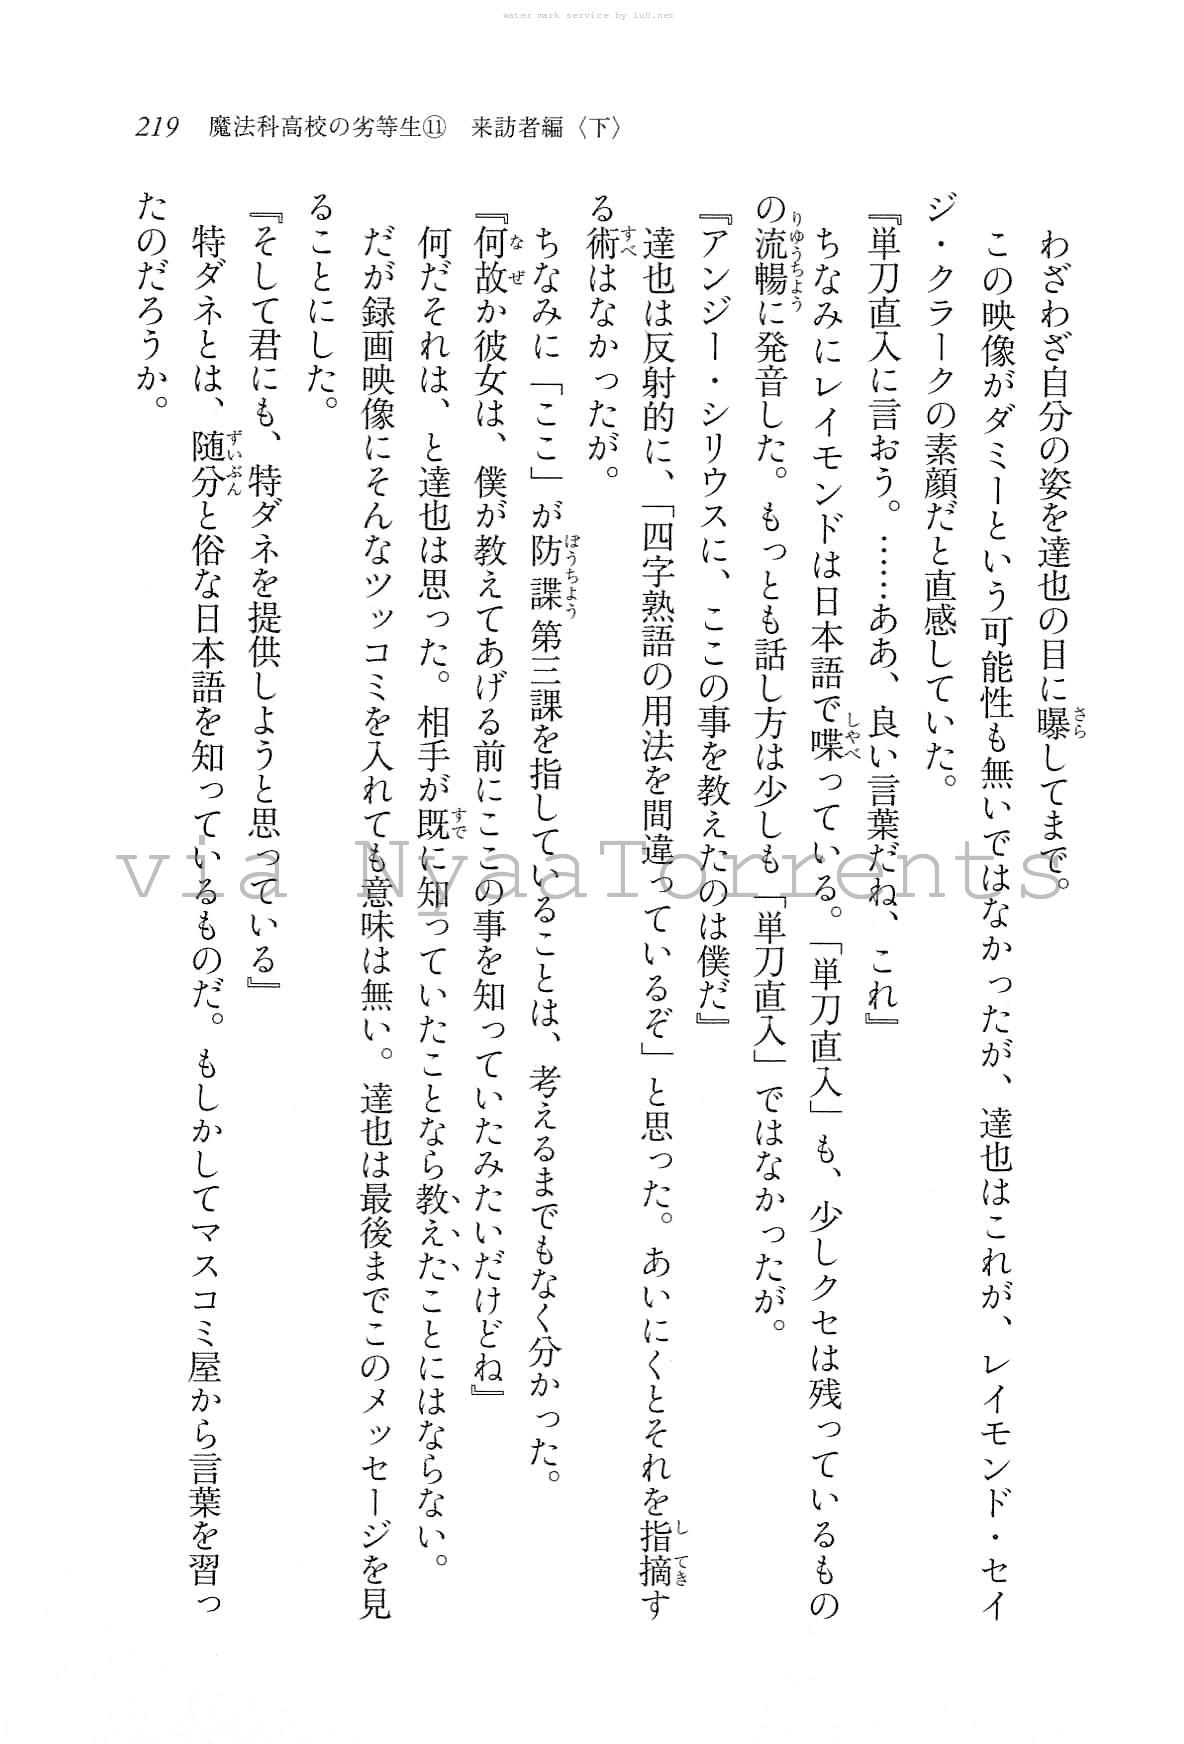 water mark service by lu0.net
219 魔法科高校の劣等生⑪ 来訪者編〈下〉
わざわざ自分の姿を達也の目に曝してまで。
この映像がダミーという可能性も無いではなかったが、達也はこれが、レイモンド・セイ
ジ・クラークの素顔だと直感していた。
『単刀直入に言おう。……ああ、良い言葉だね、これ』
ちなみにレイモンドは日本語で喋っている。「単刀直入」も、少しクセは残っているもの
の流暢に発音した。もっとも話し方は少しも「単刀直入」ではなかったが。
『アンジー・シリウスに、ここの事を教えたのは僕だ』
達也は反射的に、「四字熟語の用法を間違っているぞ」と思った。あいにくとそれを指摘す
る術はなかったが。
ちなみに「ここ」が防諜第三課を指していることは、考えるまでもなく分かった。
『何故か彼女は、僕が教えてあげる前にここの事を知っていたみたいだけどね』
何だそれは、と達也は思った。相手が既に知っていたことなら教えたことにはならない。
だが録画映像にそんなツッコミを入れても意味は無い。達也は最後までこのメッセージを見
ることにした。
『そして君にも、特ダネを提供しようと思っている』
特ダネとは、随分と俗な日本語を知っているものだ。もしかしてマスコミ屋から言葉を習っ
たのだろうか。
via NyaaTorrents